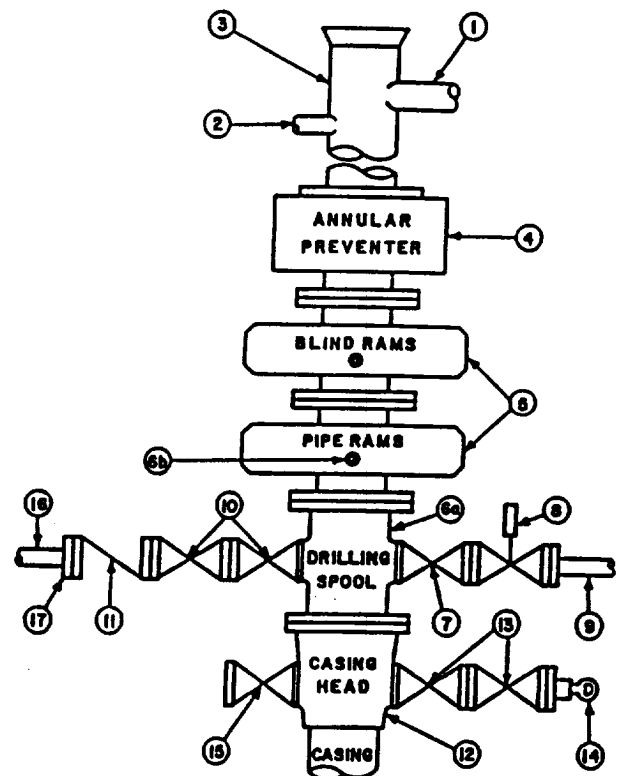 1
3
2
ANNULAR
PREVENTER
4
BLIND RAMS
5
PIPE RAMS
6b
16
10
6a
8
DRILLING
SPOOL
17
11
7
9
13
CASING
HEAD
15
12
D
14
CASING